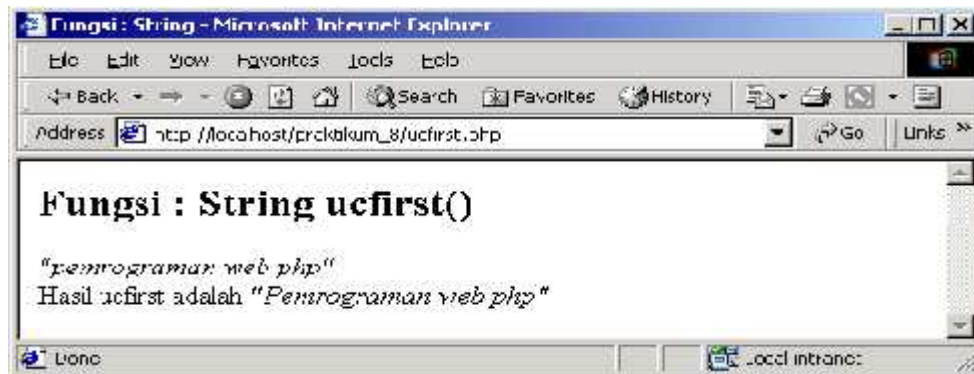 Fungsi : String - Microsoft Internet Explorer
File Edit View Favorites Tools Help
Back Search Favorites History
Address http://localhost/praktikum_8/ucfirst.php Go Links »
Fungsi : String ucfirst()
"pemrograman web php"
Hasil ucfirst adalah "Pemrograman web php"
Done Local intranet